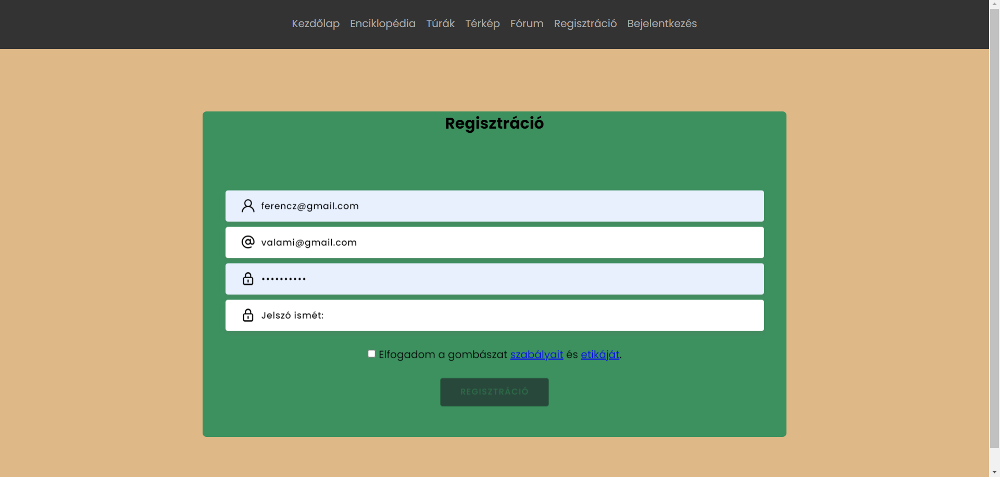 Kezdőlap Enciklopédia Túrák Térkép Fórum Regisztráció Bejelentkezés
Regisztráció
ferencz@gmail.com
valami@gmail.com
••••••••••
Jelszó ismét:
Elfogadom a gombászat szabályait és etikáját.
REGISZTRÁCIÓ